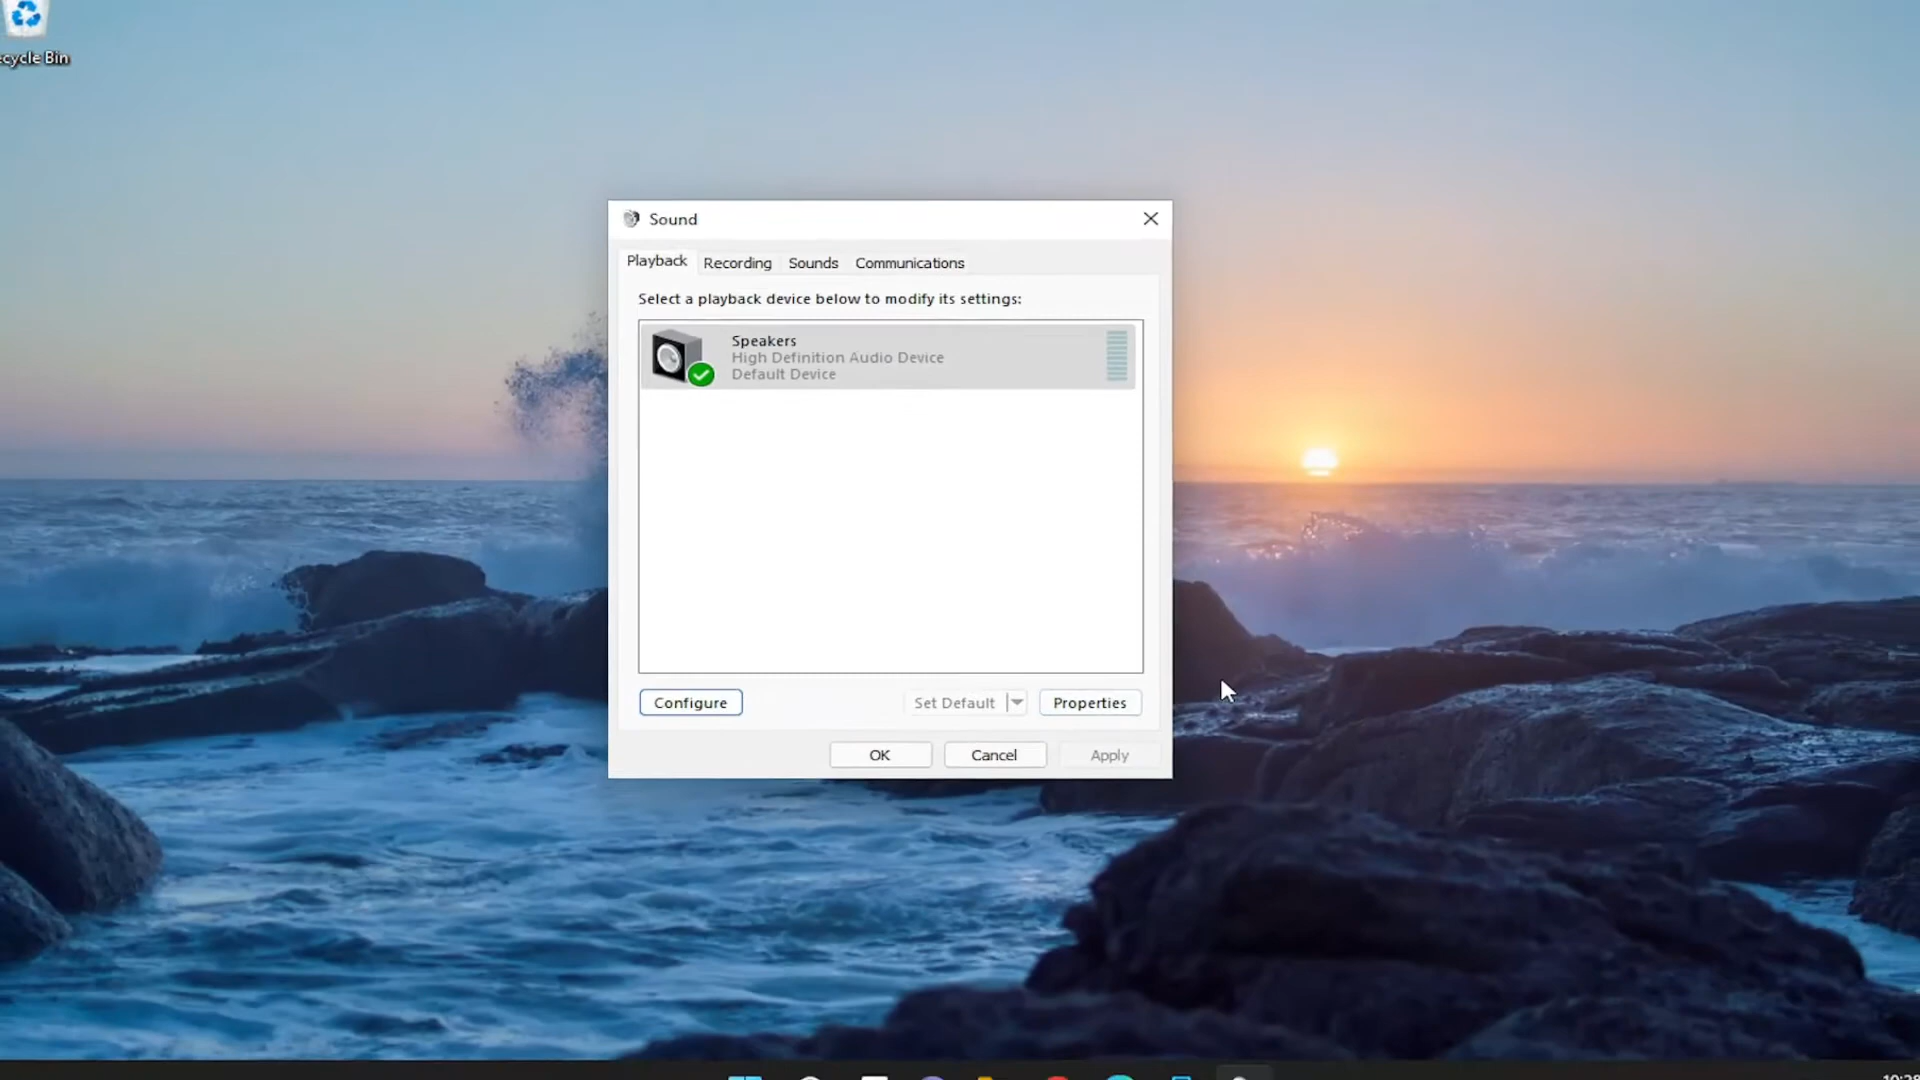 ecycle Bin
Sound
Playback Recording Sounds Communications
Select a playback device below to modify its settings:
Speakers
High Definition Audio Device
Default Device
Configure Set Default Properties
OK Cancel Apply